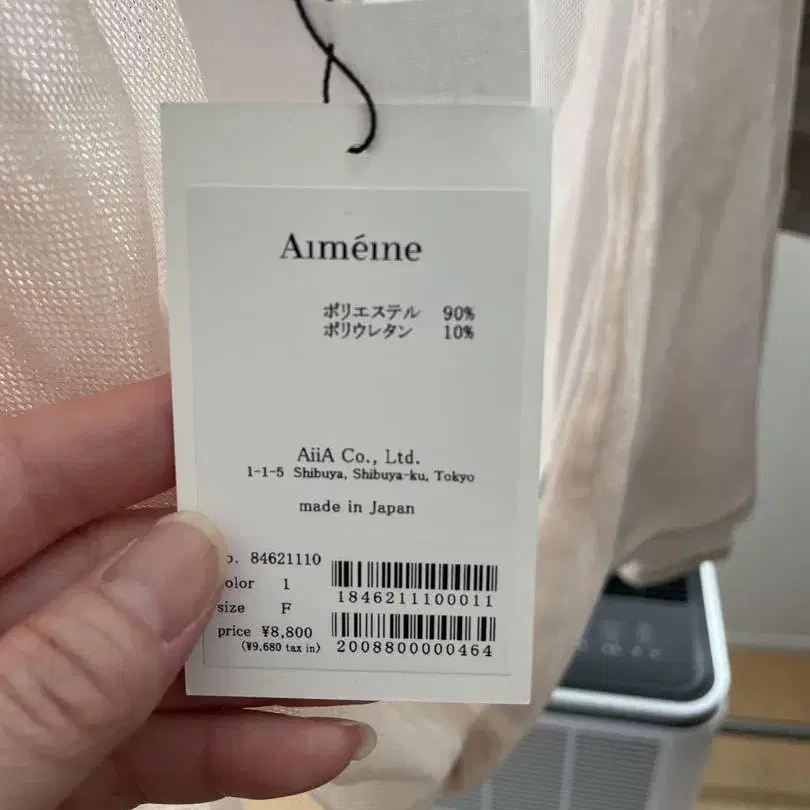 Aıméıne
ポリエステル 90%
ポリウレタン 10%
AiiA Co., Ltd.
1-1-5 Shibuya, Shibuya-ku, Tokyo
made in Japan
84621110
olor 1
size F
price ¥8,800
(¥9,680 tax in)
1846211100011
2008800000464